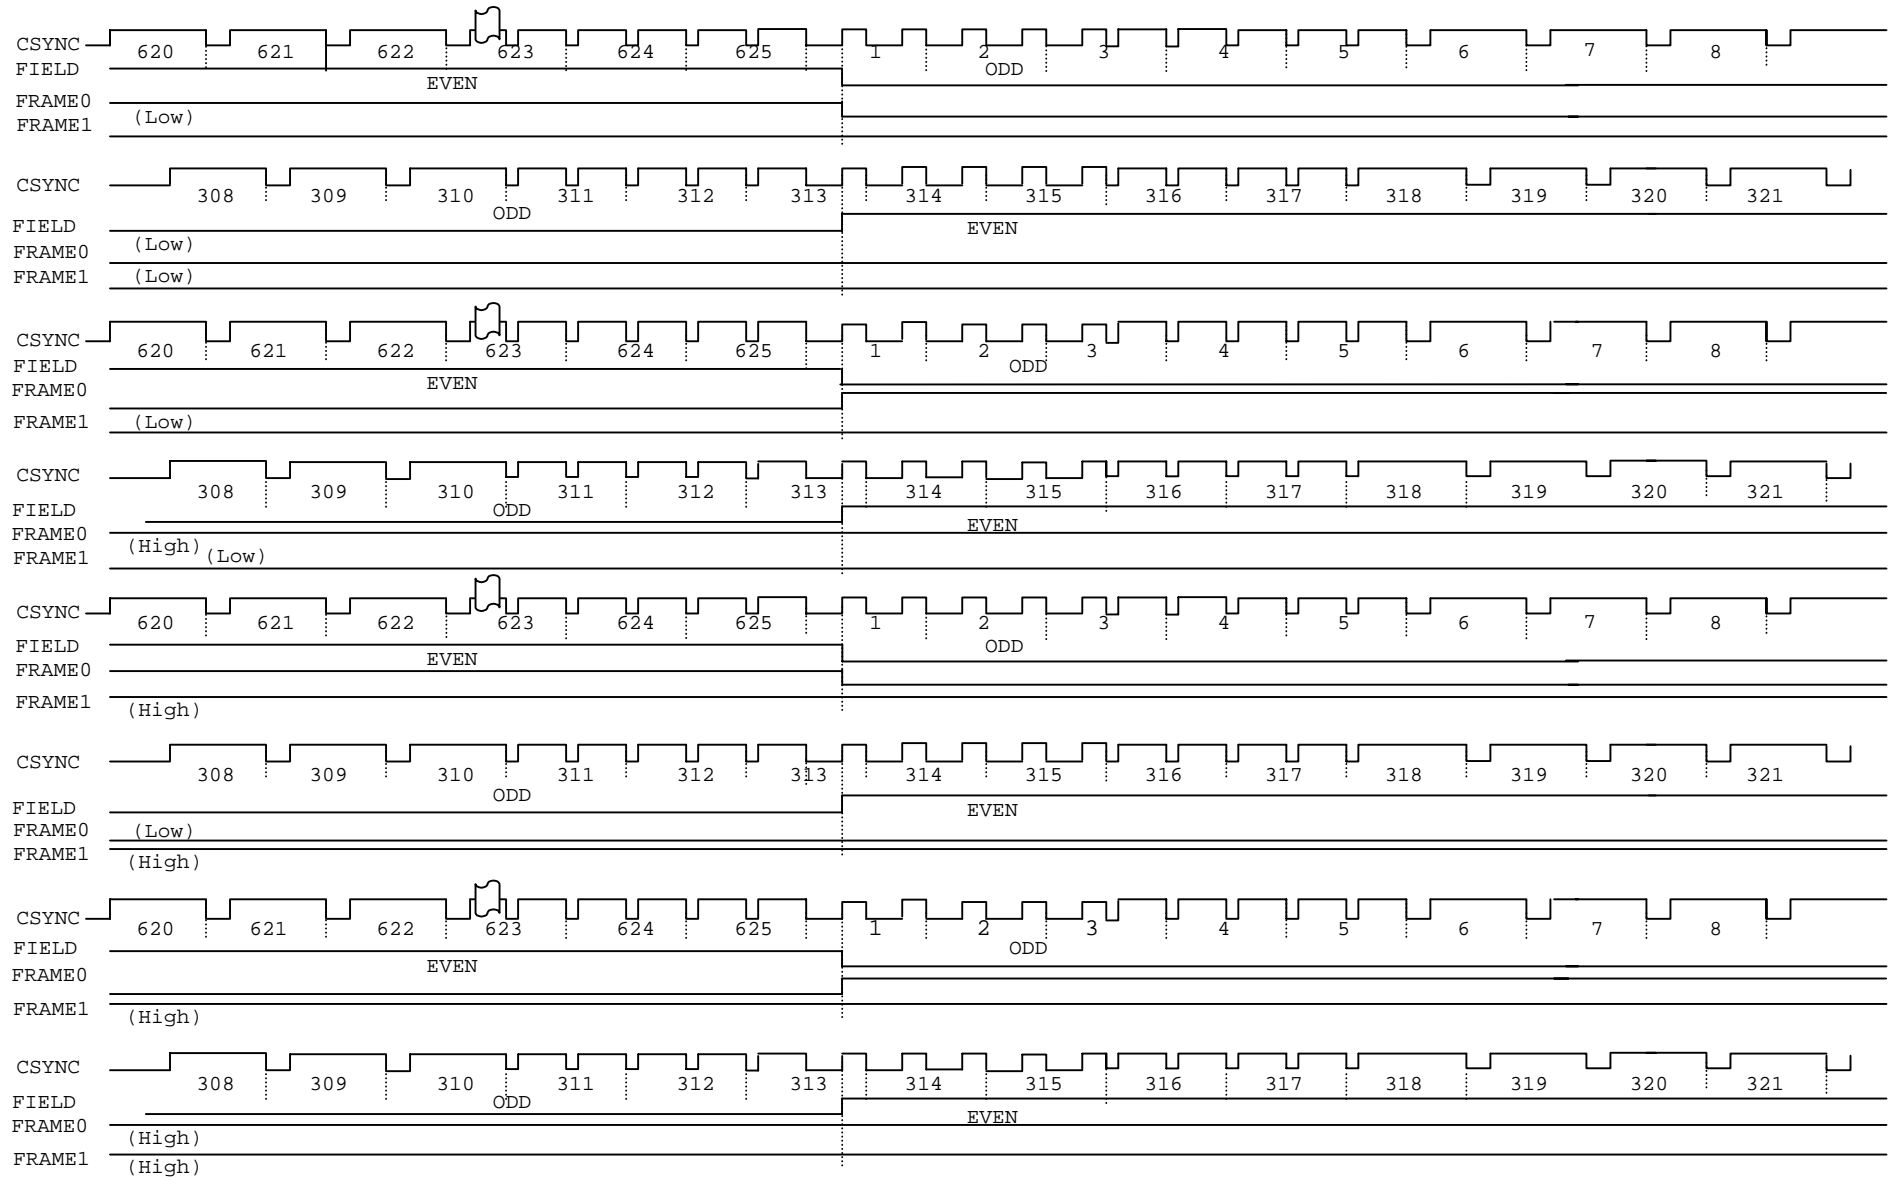 CSYNC 620 621 622 623 624 625 1 2 3 4 5 6 7 8
FIELD ODD
EVEN
FRAME0
(Low)
FRAME1
CSYNC 308 309 310 311 312 313 314 315 316 317 318 319 320 321
ODD
FIELD EVEN
(Low)
FRAME0
FRAME1 (Low)
CSYNC 620 621 622 623 624 625 1 2 3 4 5 6 7 8
FIELD ODD
EVEN
FRAME0
FRAME1 (Low)
CSYNC 308 309 310 311 312 313 314 315 316 317 318 319 320 321
FIELD ODD
EVEN
FRAME0
(High)
FRAME1 (Low)
CSYNC 620 621 622 623 624 625 1 2 3 4 5 6 7 8
FIELD ODD
EVEN
FRAME0
FRAME1
(High)
CSYNC 308 309 310 311 312 313 314 315 316 317 318 319 320 321
ODD
FIELD EVEN
FRAME0 (Low)
FRAME1
(High)
CSYNC 620 621 622 623 624 625 1 2 3 4 5 6 7 8
FIELD ODD
EVEN
FRAME0
FRAME1
(High)
CSYNC 308 309 310 311 312 313 314 315 316 317 318 319 320 321
FIELD ODD
EVEN
FRAME0
(High)
FRAME1
(High)